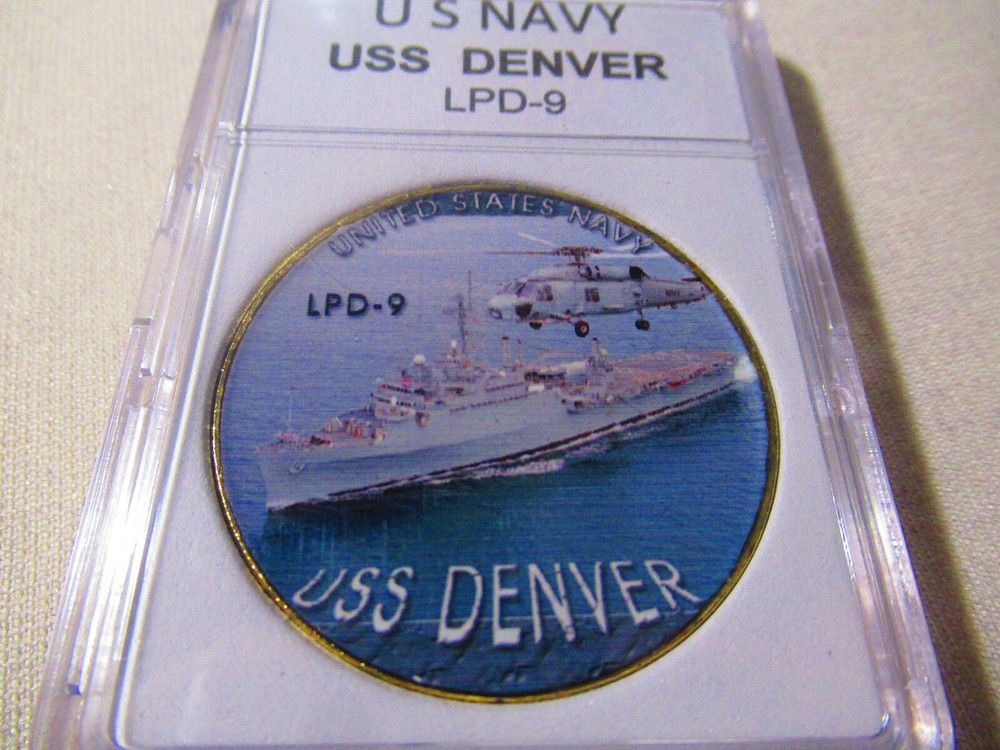 U S NAVY
USS DENVER
LPD-9
UNITED STATES NAVY
LPD-9
USS DENVER